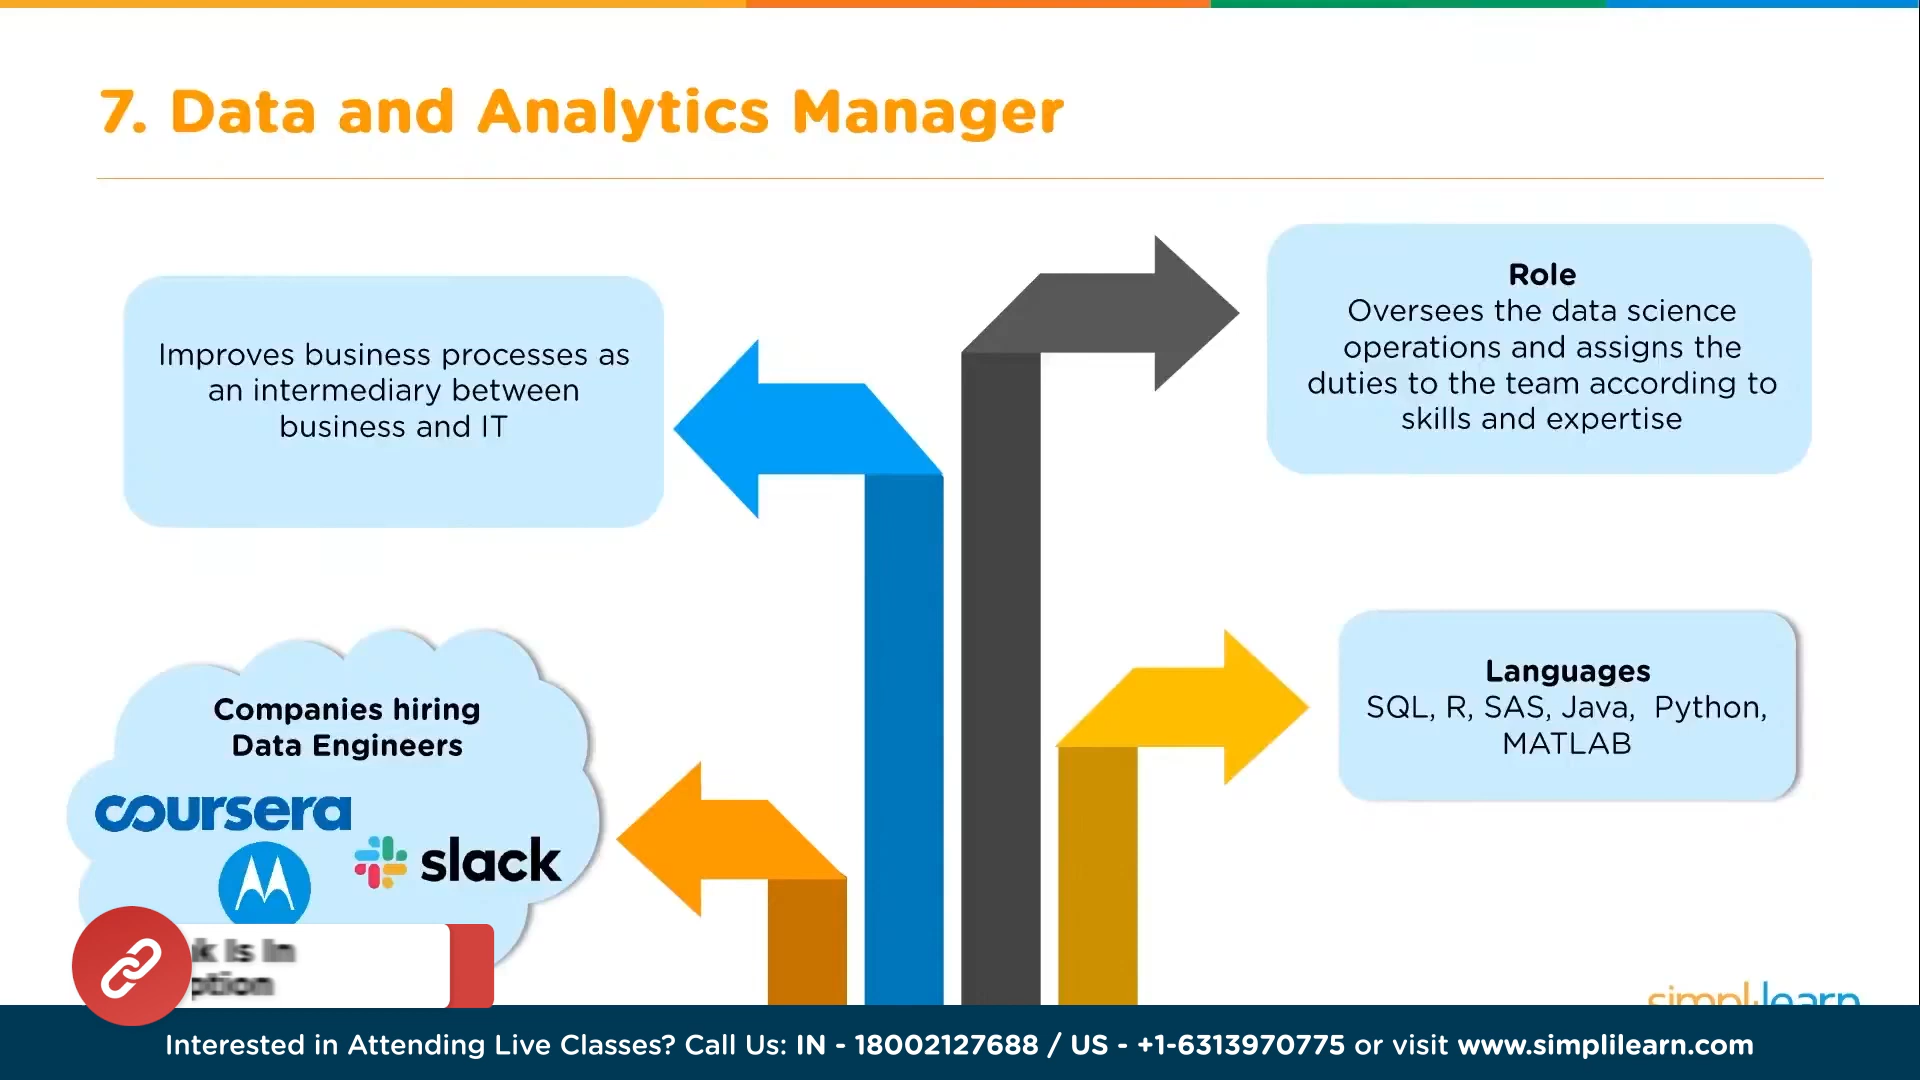 7. Data and Analytics Manager
Role
Oversees the data science
operations and assigns the
duties to the team according to
skills and expertise
Improves business processes as
an intermediary between
business and IT
Languages
SQL, R, SAS, Java,  Python,
MATLAB
Companies hiring
Data Engineers
coursera
slack
Is In
simplilearn
Interested in Attending Live Classes? Call Us: IN - 18002127688 / US - +1-6313970775 or visit www.simplilearn.com